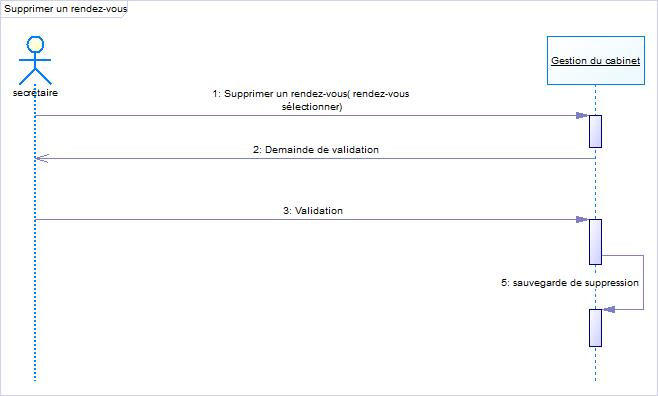 Supprimer un rendez-vous
secrétaire
Gestion du cabinet
1: Supprimer un rendez-vous( rendez-vous
sélectionner)
2: Demainde de validation
3: Validation
5: sauvegarde de suppression